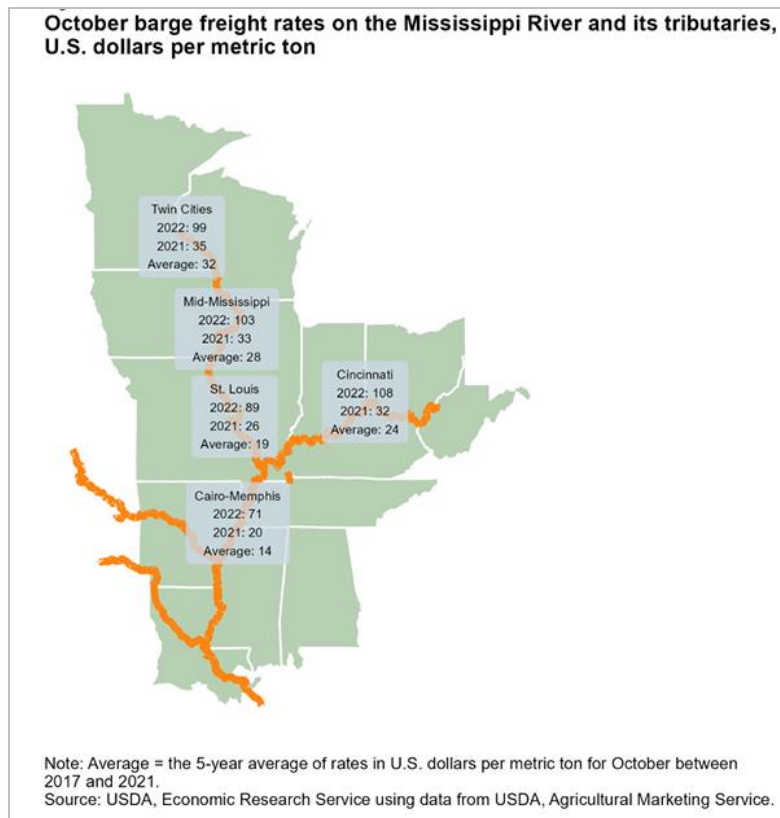 October barge freight rates on the Mississippi River and its tributaries,
U.S. dollars per metric ton
Twin Cities
2022: 99
2021: 35
Average: 32
Mid-Mississippi
2022: 103
2021: 33
Average: 28
St. Louis
2022: 89
2021: 26
Average: 19
Cincinnati
2022: 108
2021: 32
Average: 24
Cairo-Memphis
2022: 71
2021: 20
Average: 14
Note: Average = the 5-year average of rates in U.S. dollars per metric ton for October between
2017 and 2021.
Source: USDA, Economic Research Service using data from USDA, Agricultural Marketing Service.